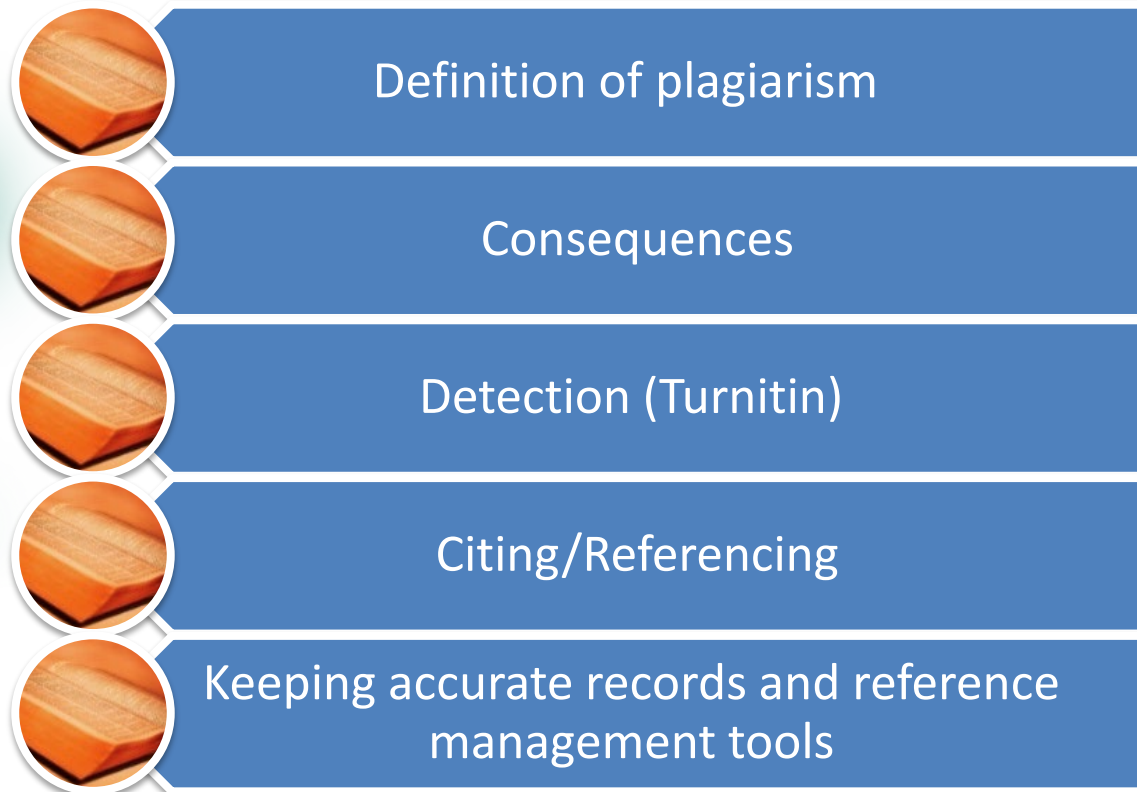 Definition of plagiarism
Consequences
Detection (Turnitin)
Citing/Referencing
Keeping accurate records and reference
management tools